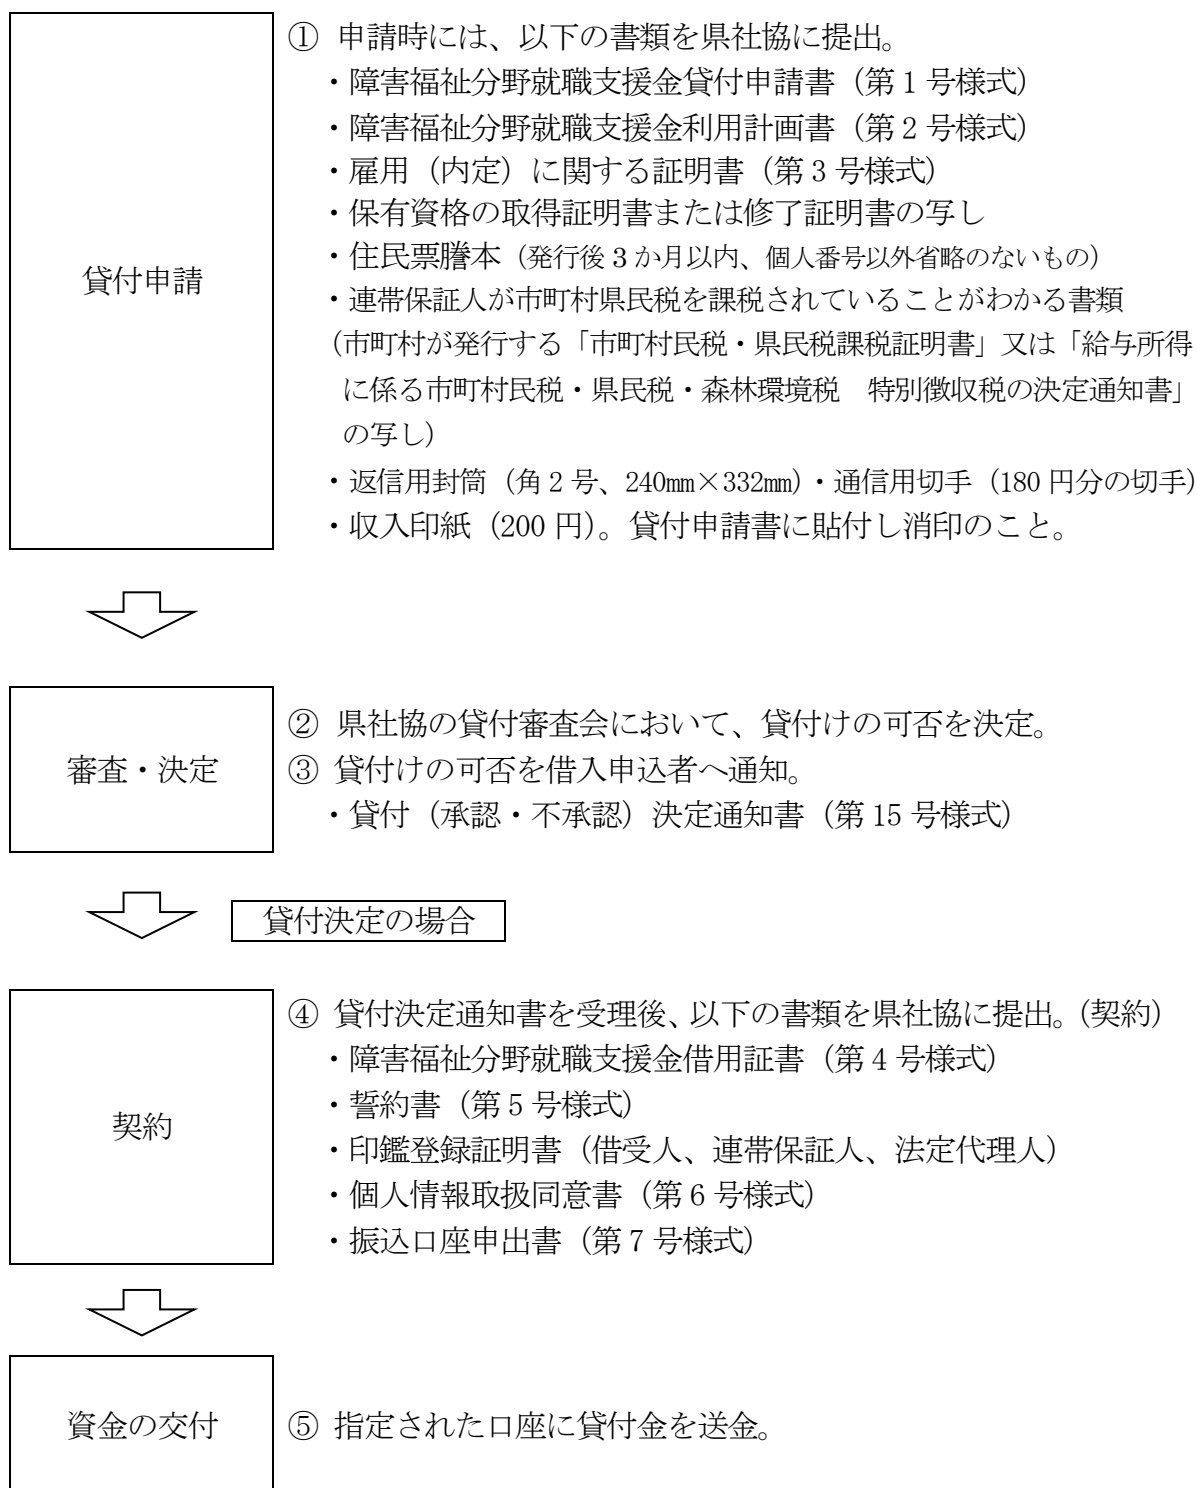 貸付申請
① 申請時には、以下の書類を県社協に提出。
・障害福祉分野就職支援金貸付申請書（第1号様式）
・障害福祉分野就職支援金利用計画書（第2号様式）
・雇用（内定）に関する証明書（第3号様式）
・保有資格の取得証明書または修了証明書の写し
・住民票謄本（発行後3か月以内、個人番号以外省略のないもの）
・連帯保証人が市町村県民税を課税されていることがわかる書類
（市町村が発行する「市町村民税・県民税課税証明書」又は「給与所得
に係る市町村民税・県民税・森林環境税　特別徴収税の決定通知書」
の写し）
・返信用封筒（角2号、240㎜×332㎜）・通信用切手（180円分の切手）
・収入印紙（200円）。貸付申請書に貼付し消印のこと。
審査・決定
② 県社協の貸付審査会において、貸付けの可否を決定。
③ 貸付けの可否を借入申込者へ通知。
・貸付（承認・不承認）決定通知書（第15号様式）
貸付決定の場合
契約
④ 貸付決定通知書を受理後、以下の書類を県社協に提出。（契約）
・障害福祉分野就職支援金借用証書（第4号様式）
・誓約書（第5号様式）
・印鑑登録証明書（借受人、連帯保証人、法定代理人）
・個人情報取扱同意書（第6号様式）
・振込口座申出書（第7号様式）
資金の交付
⑤ 指定された口座に貸付金を送金。